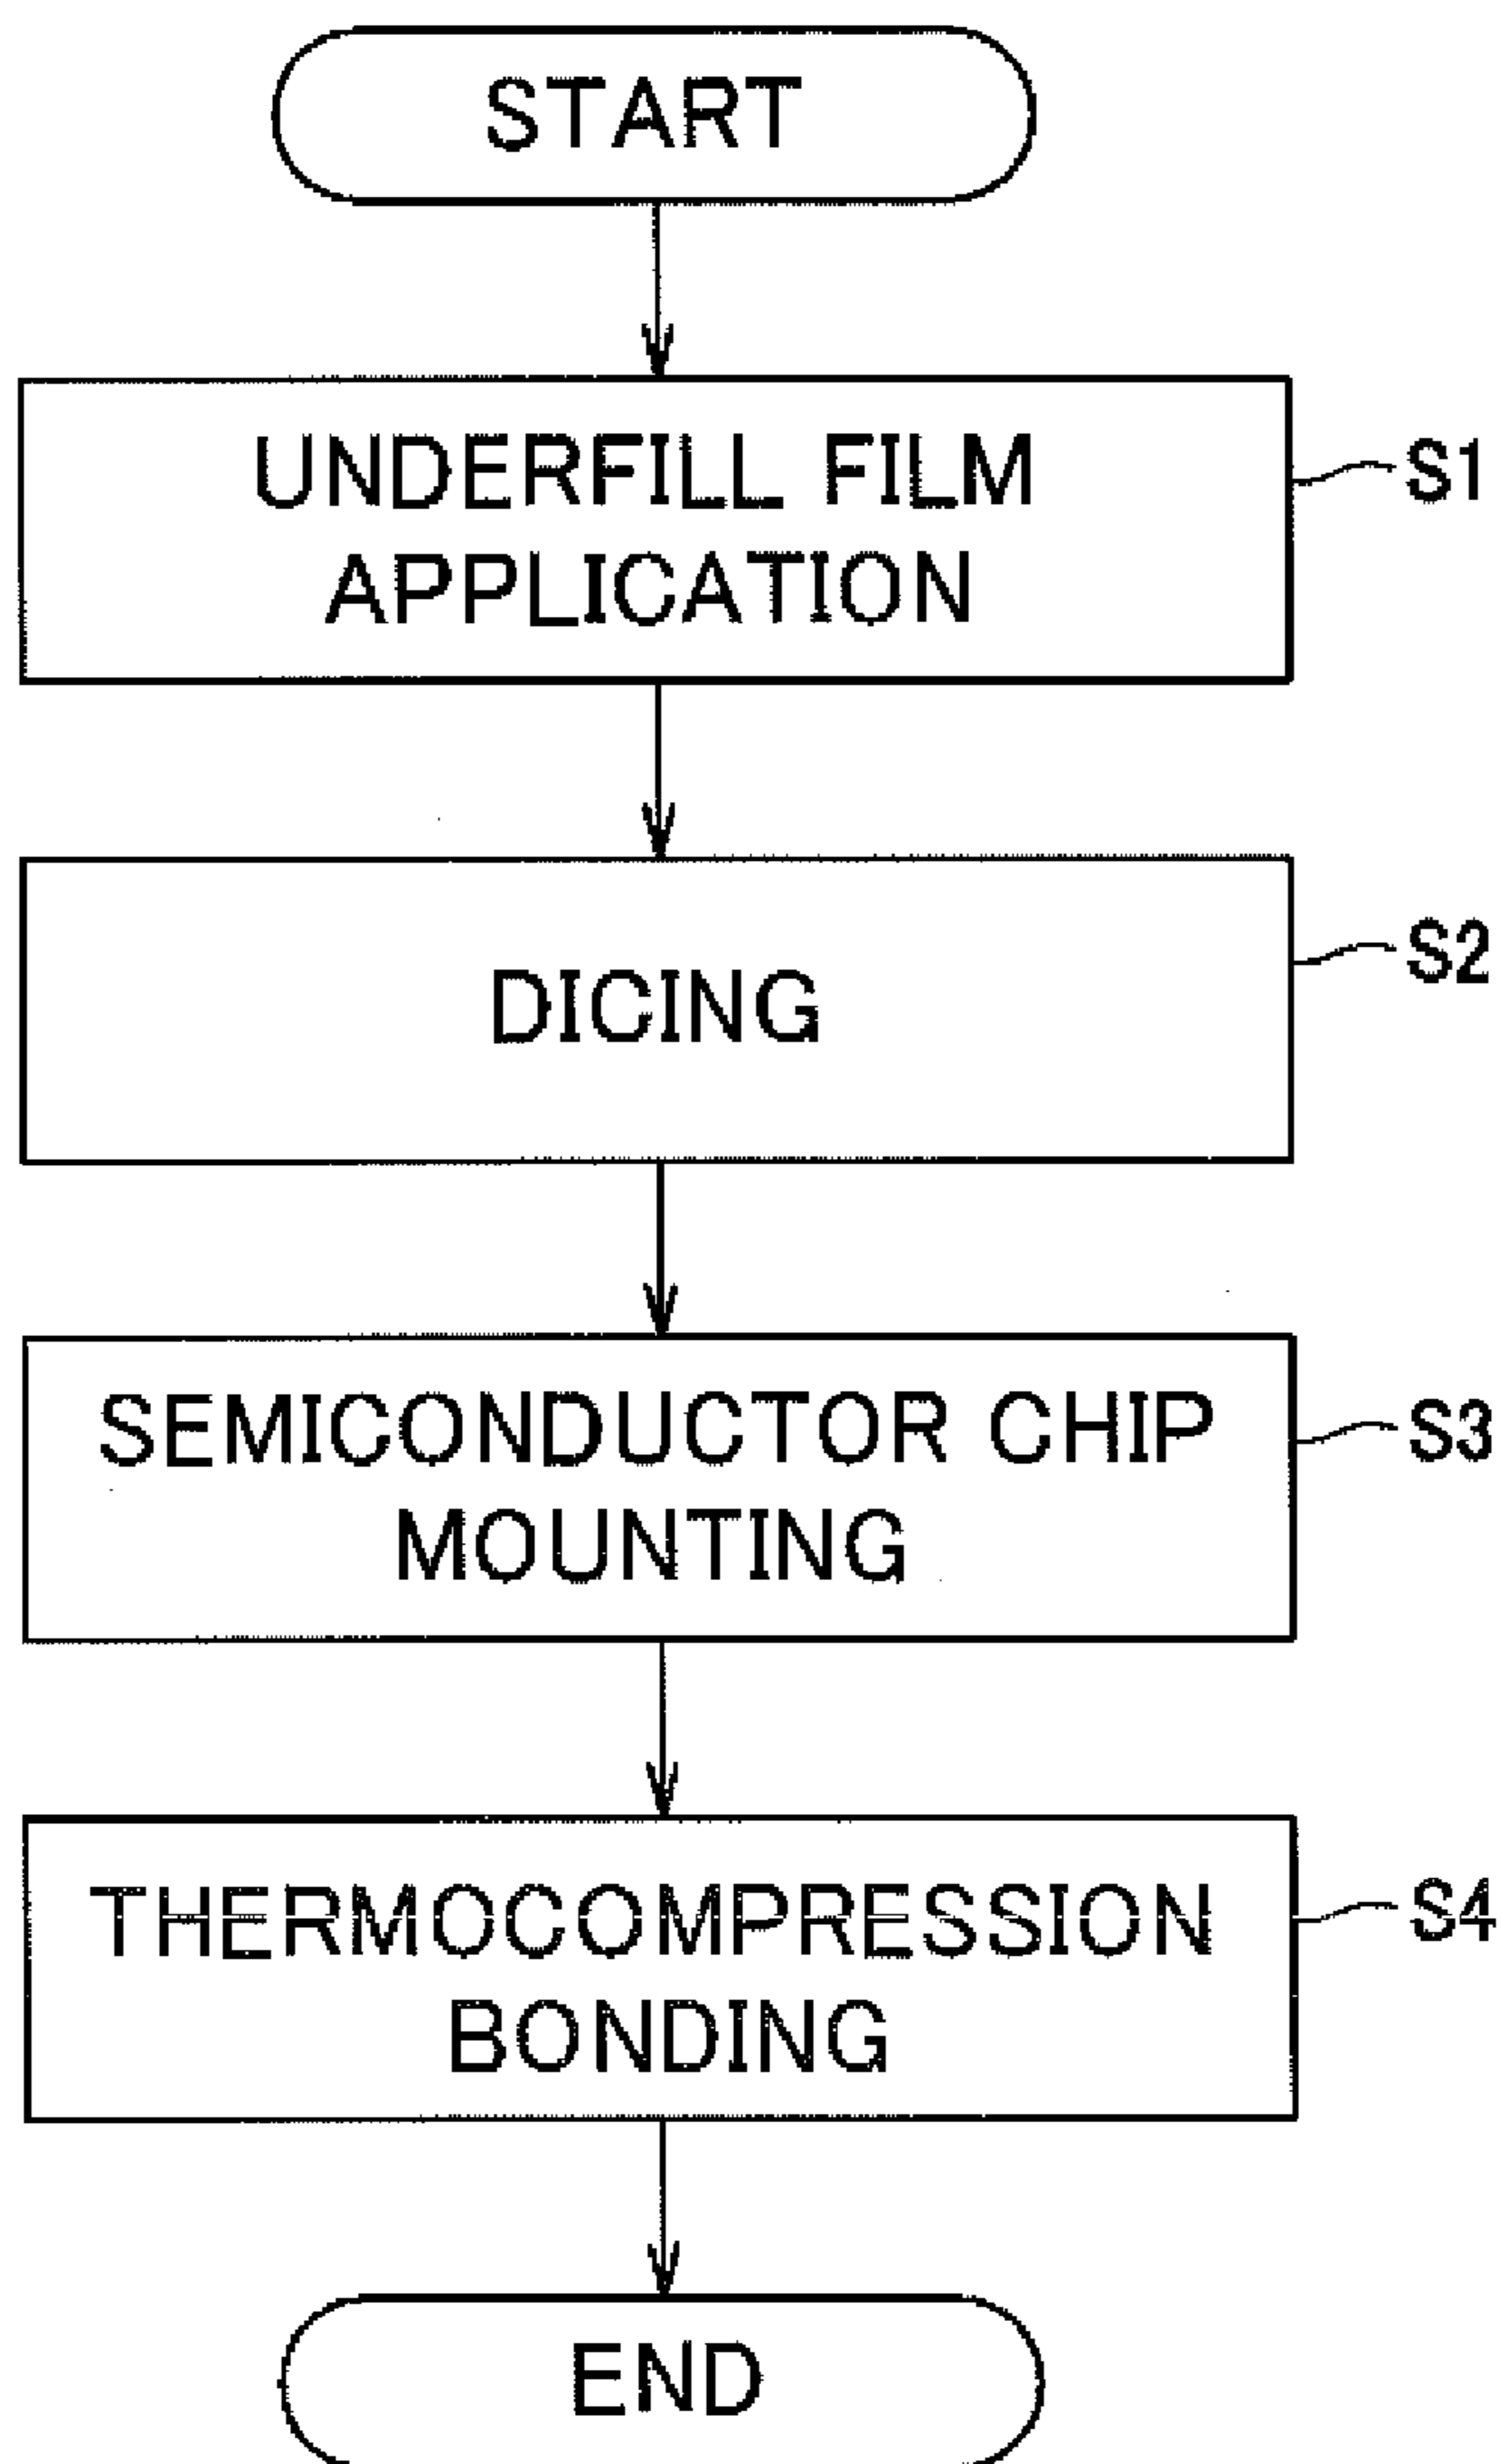 START
UNDERFILL FILM
APPLICATION
S1
DICING
S2
SEMICONDUCTOR CHIP
MOUNTING
S3
THERMOCOMPRESSION
BONDING
S4
END